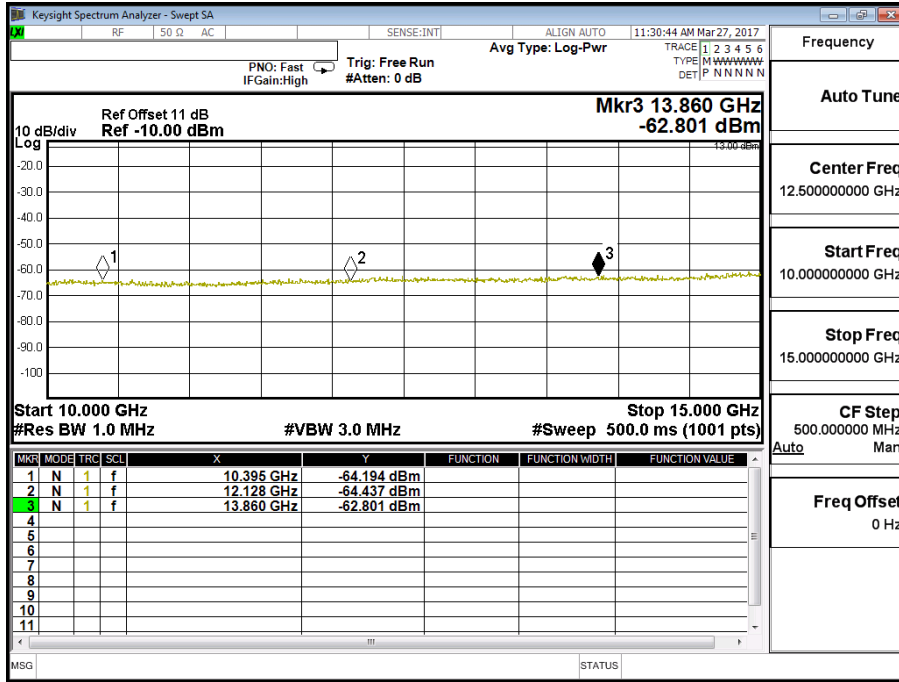 Keysight Spectrum Analyzer - Swept SA
LXI RF 50 Ω AC SENSE:INT ALIGN AUTO 11:30:44 AM Mar 27, 2017
PNO: Fast
IFGain:High
Trig: Free Run
#Atten: 0 dB
Avg Type: Log-Pwr
TRACE 1 2 3 4 5 6
TYPE M WWWWW
DET P N N N N N
Ref Offset 11 dB
10 dB/div Ref -10.00 dBm
Log
Mkr3 13.860 GHz
-62.801 dBm
-13.00 dBm
-20.0
-30.0
-40.0
-50.0
-60.0
-70.0
-80.0
-90.0
-100
1
2
3
Start 10.000 GHz Stop 15.000 GHz
#Res BW 1.0 MHz #VBW 3.0 MHz #Sweep 500.0 ms (1001 pts)
MKR MODE TRC SCL X Y FUNCTION FUNCTION WIDTH FUNCTION VALUE
1 N 1 f 10.395 GHz -64.194 dBm
2 N 1 f 12.128 GHz -64.437 dBm
3 N 1 f 13.860 GHz -62.801 dBm
4
5
6
7
8
9
10
11
MSG STATUS
Frequency
Auto Tune
Center Freq
12.500000000 GHz
Start Freq
10.000000000 GHz
Stop Freq
15.000000000 GHz
CF Step
500.000000 MHz
Auto Man
Freq Offset
0 Hz